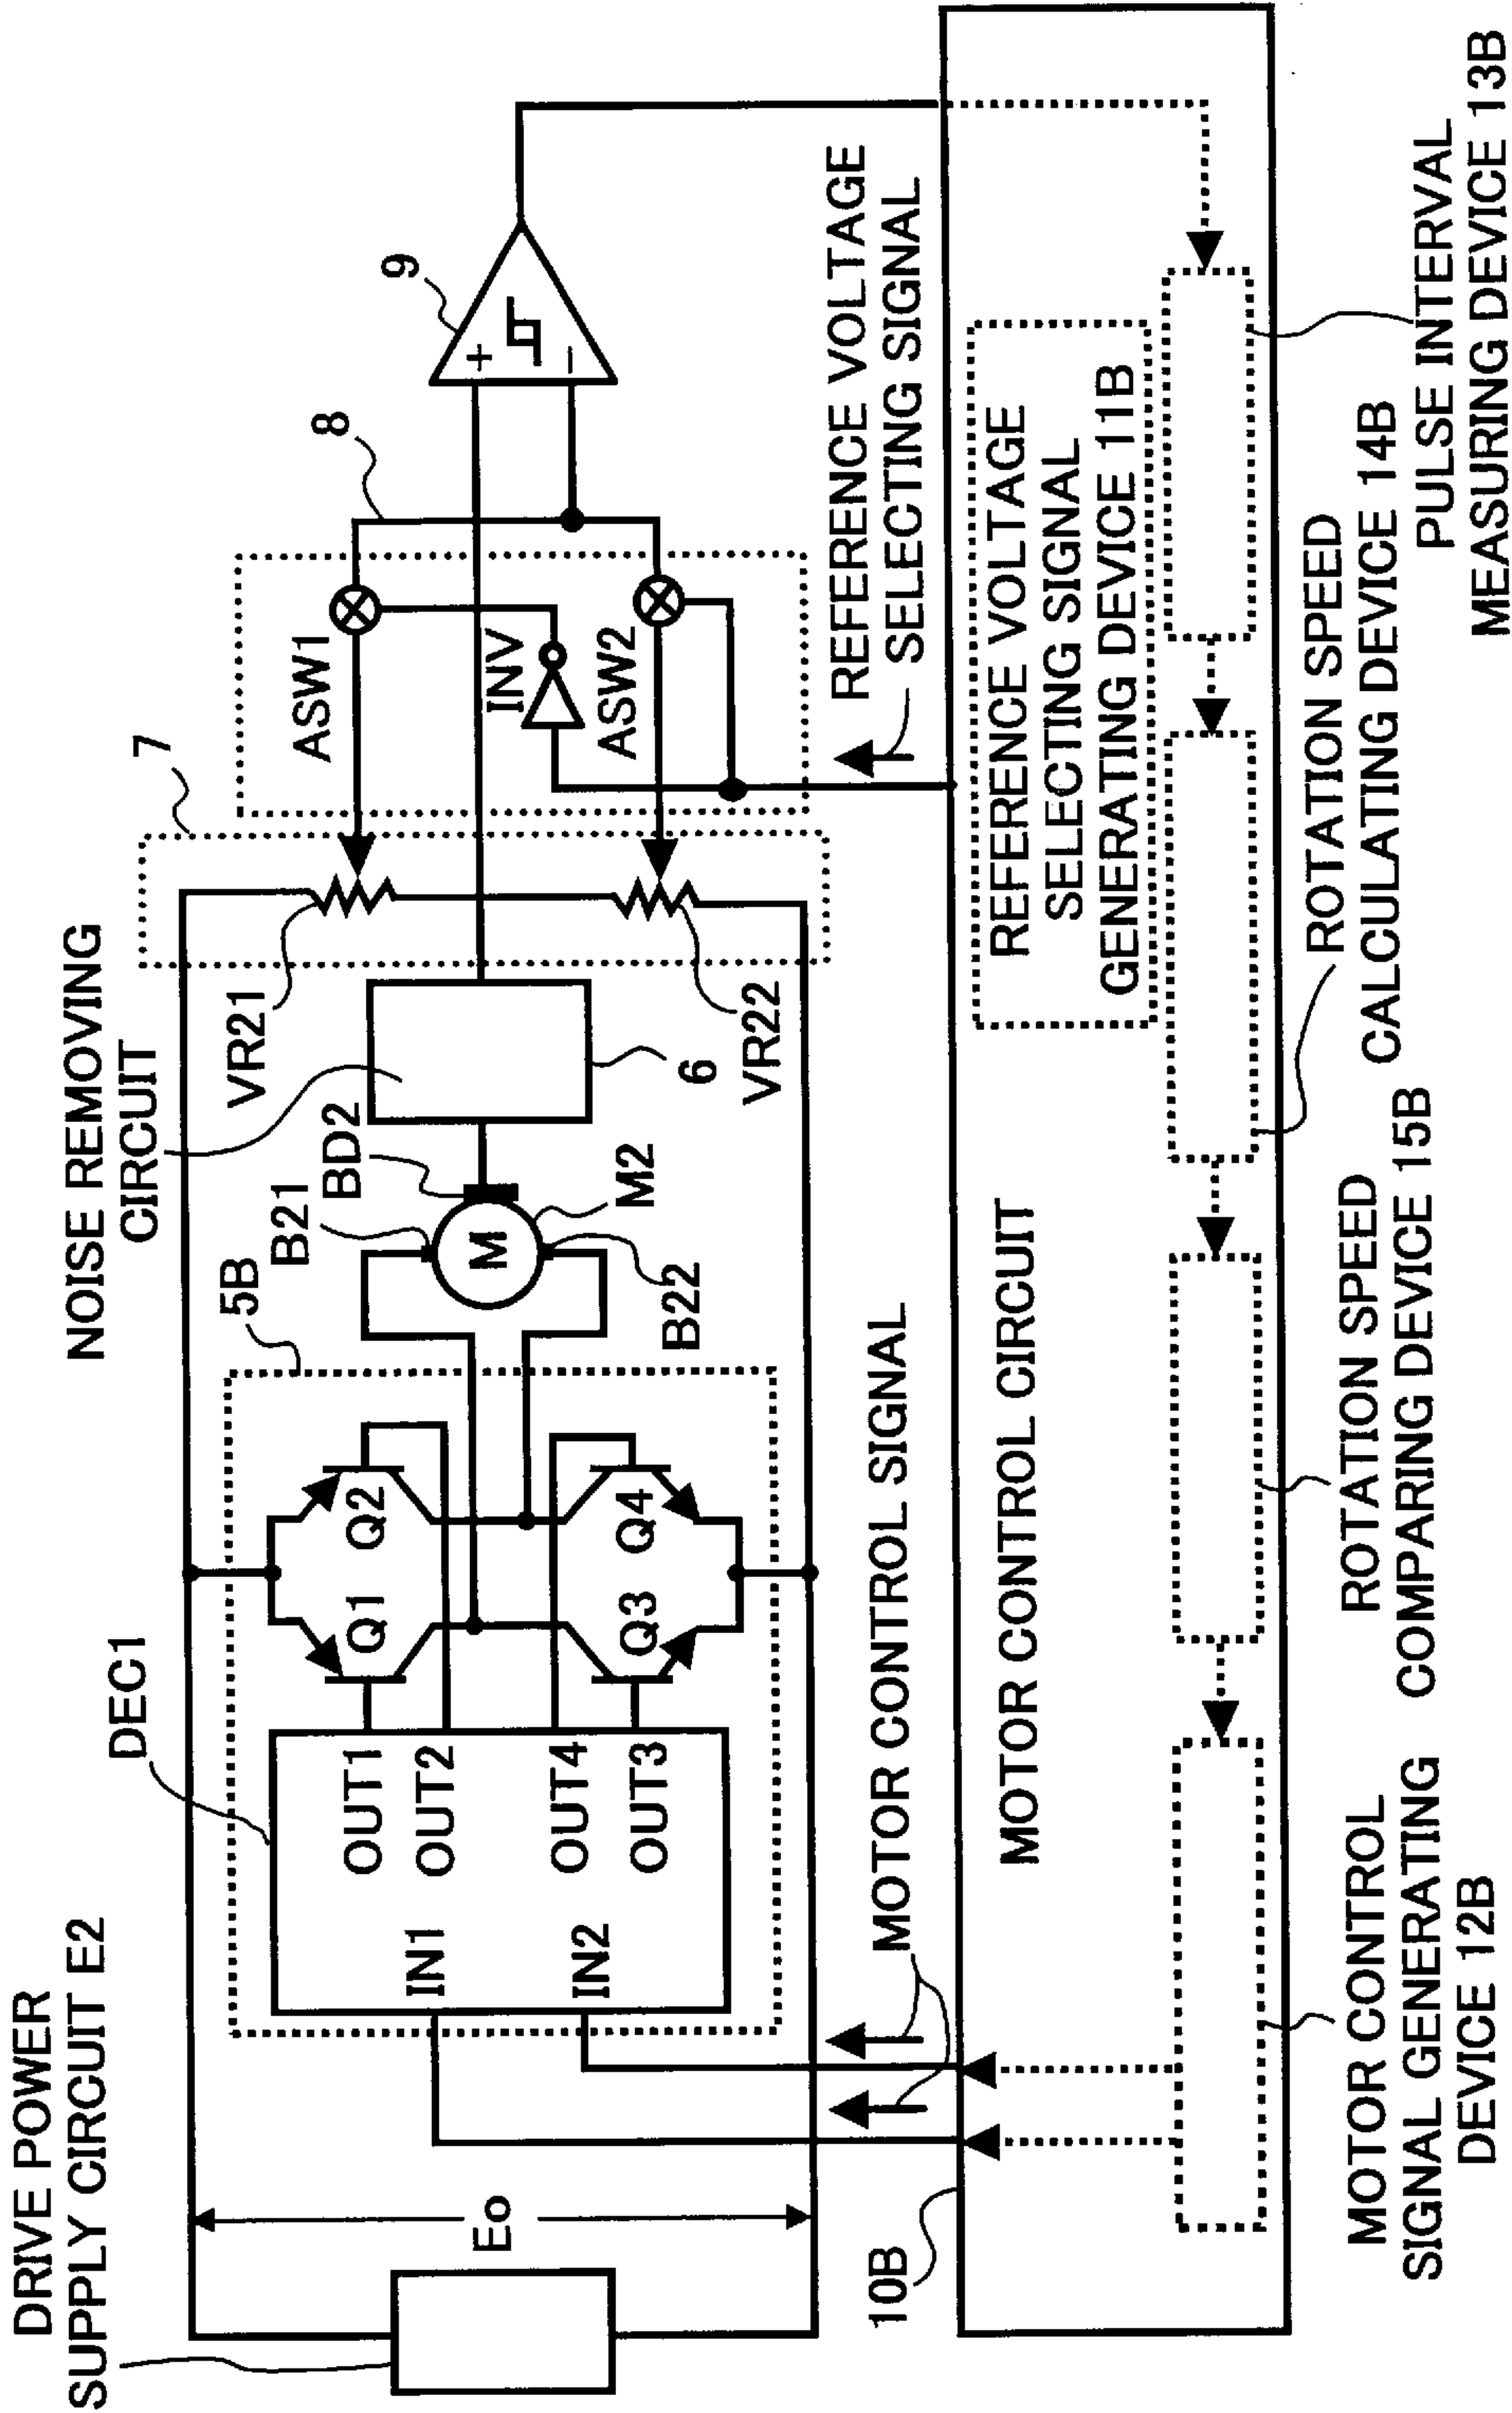 DRIVE POWER
SUPPLY CIRCUIT E2
Eo
DEC1
5B
IN1
IN2
OUT1
OUT2
OUT4
OUT3
Q1
Q2
Q3
Q4
NOISE REMOVING
CIRCUIT
B21
BD2
M
M2
B22
6
VR21
VR22
7
ASW1
INV
ASW2
8
9
+
−
REFERENCE VOLTAGE
SELECTING SIGNAL
MOTOR CONTROL SIGNAL
10B
MOTOR CONTROL CIRCUIT
REFERENCE VOLTAGE
SELECTING SIGNAL
GENERATING DEVICE 11B
MOTOR CONTROL
SIGNAL GENERATING
DEVICE 12B
ROTATION SPEED
COMPARING DEVICE 15B
ROTATION SPEED
CALCULATING DEVICE 14B
PULSE INTERVAL
MEASURING DEVICE 13B